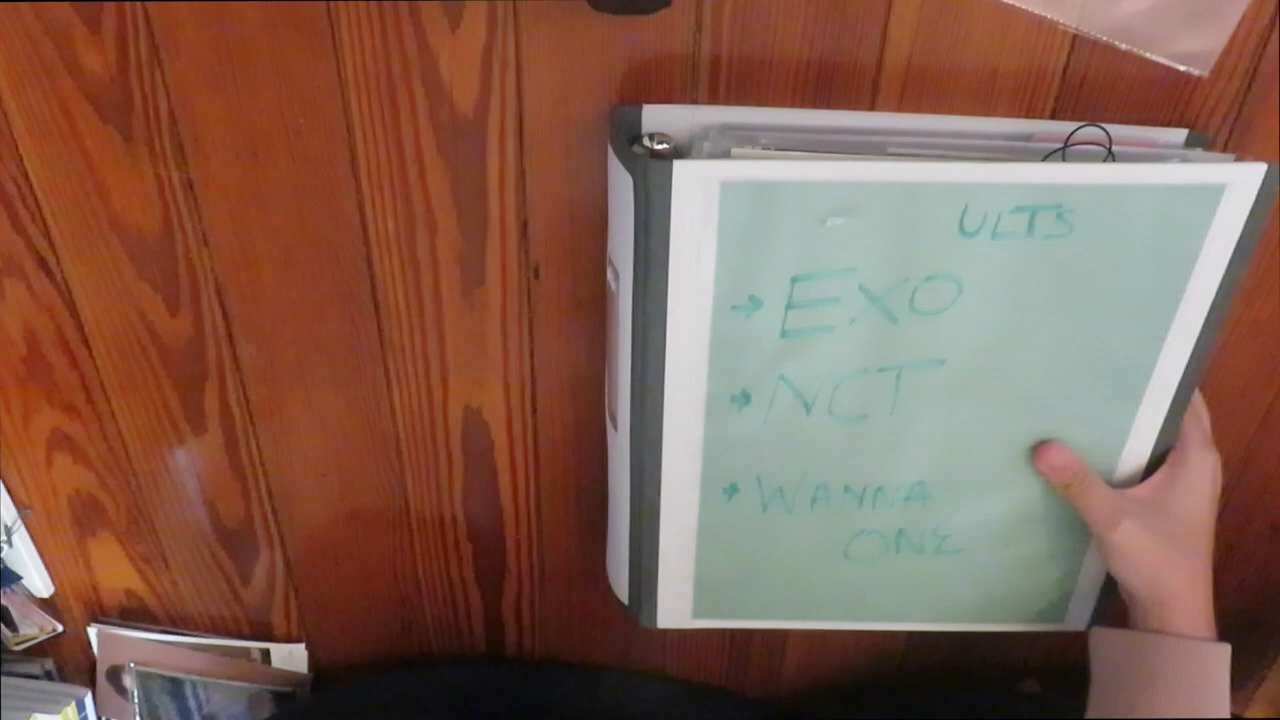 ULTS
→ EXO
→ NCT
→ WANNA
ONE